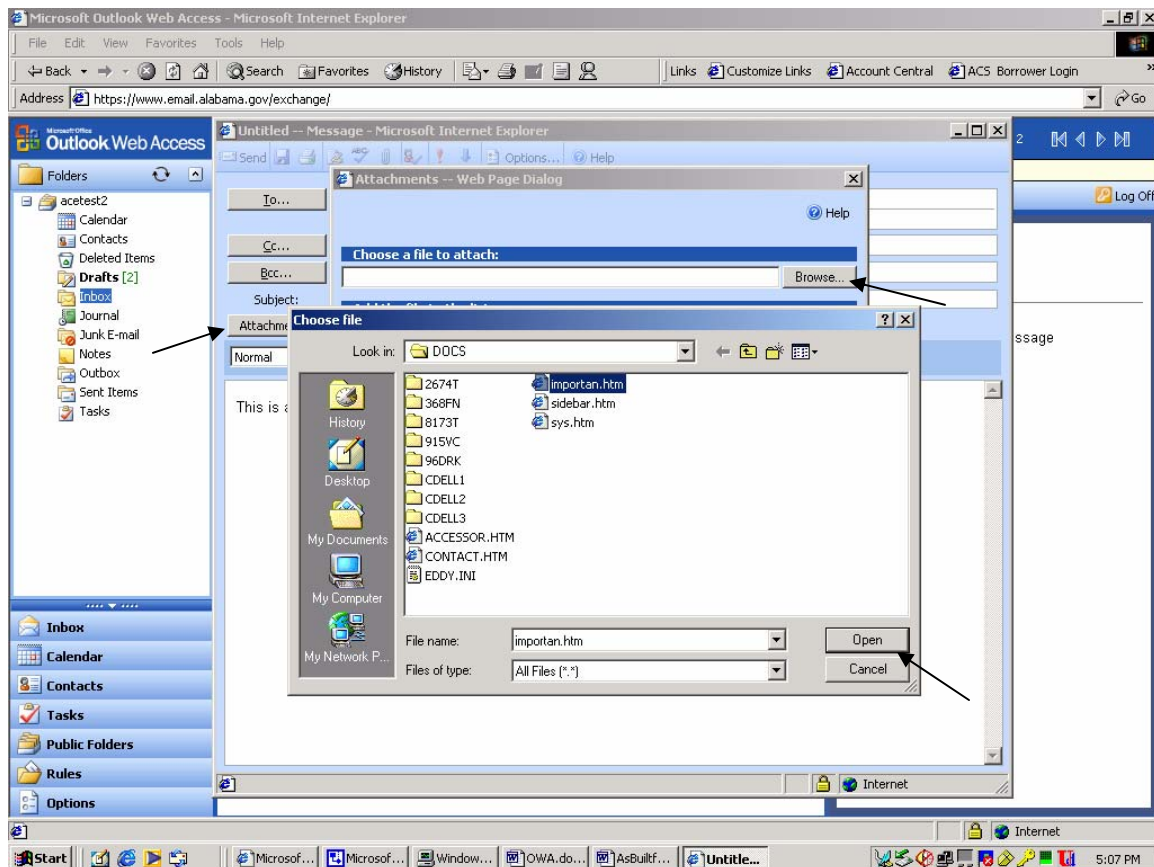 Microsoft Outlook Web Access - Microsoft Internet Explorer
File Edit View Favorites Tools Help
Back Search Favorites History Links Customize Links Account Central ACS Borrower Login »
Address https://www.email.alabama.gov/exchange/ Go
Microsoft Office
Outlook Web Access
Untitled -- Message - Microsoft Internet Explorer
2
Send ABC Options... Help
Folders
Attachments -- Web Page Dialog
Log Off
acetest2
Calendar
Contacts
Deleted Items
Drafts [2]
Inbox
Journal
Junk E-mail
Notes
Outbox
Sent Items
Tasks
To...
Cc...
Bcc...
Subject:
Normal
This is
Help
Choose a file to attach:
Browse...
ssage
Choose file ?
Look in: DOCS
History
Desktop
My Documents
My Computer
My Network P...
2674T
368FN
8173T
915VC
96DRK
CDELL1
CDELL2
CDELL3
ACCESSOR.HTM
CONTACT.HTM
EDDY.INI
importan.htm
sidebar.htm
sys.htm
File name: importan.htm Open
Files of type: All Files (*.*) Cancel
Inbox
Calendar
Contacts
Tasks
Public Folders
Rules
Options
Internet
Internet
Start Microsof... Microsof... Window... OWA.do... AsBuiltf... Untitle... 5:07 PM